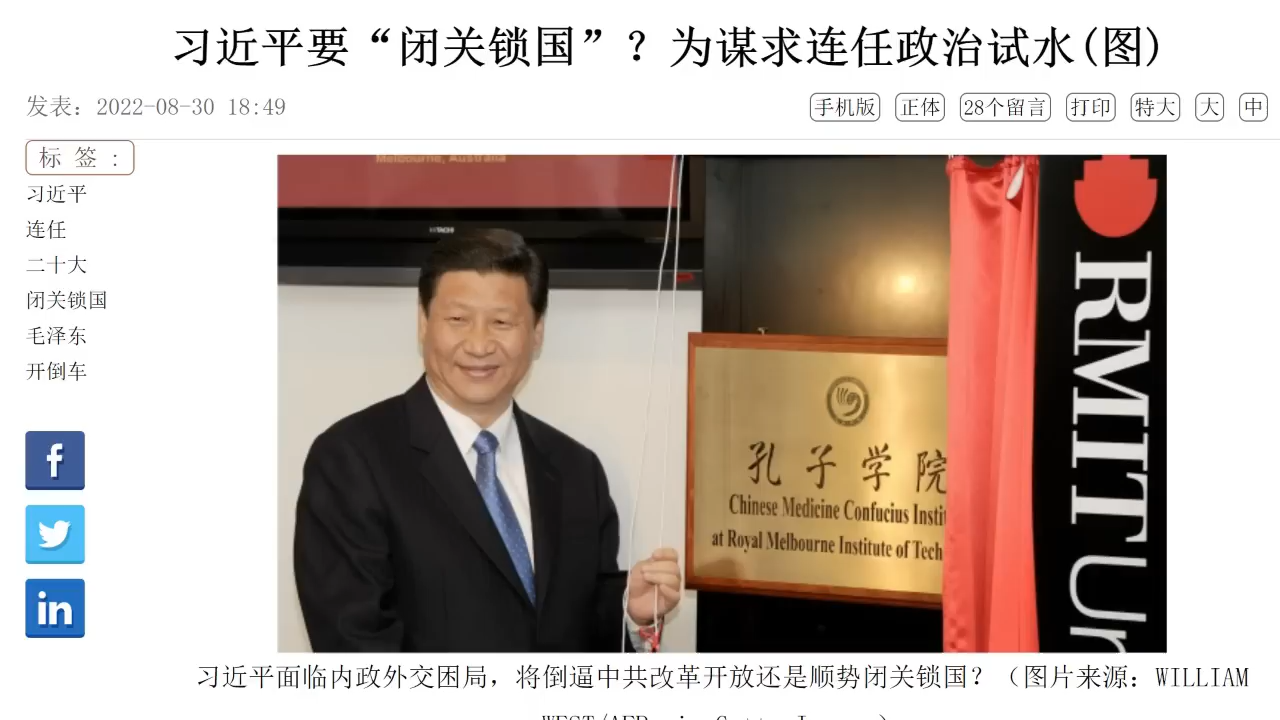 习近平要“闭关锁国”？为谋求连任政治试水(图)
发表：2022-08-30 18:49
手机版 正体 28个留言 打印 特大 大 中
标 签 :
习近平
连任
二十大
闭关锁国
毛泽东
开倒车
f
in
Melbourne, Australia
HITACHI
孔子学院
Chinese Medicine Confucius Instit
at Royal Melbourne Institute of Tech
RMIT Un
习近平面临内政外交困局，将倒逼中共改革开放还是顺势闭关锁国？（图片来源：WILLIAM